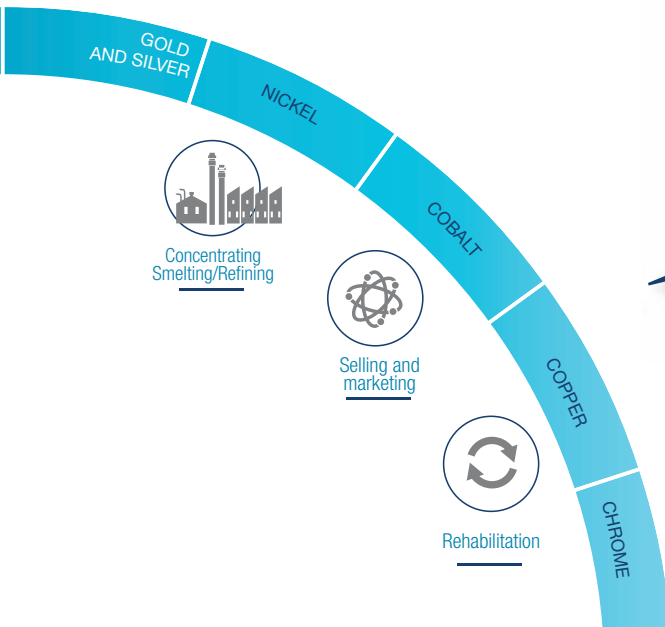 GOLD
AND SILVER
NICKEL
COBALT
COPPER
CHROME
Concentrating
Smelting/Refining
Selling and
marketing
Rehabilitation